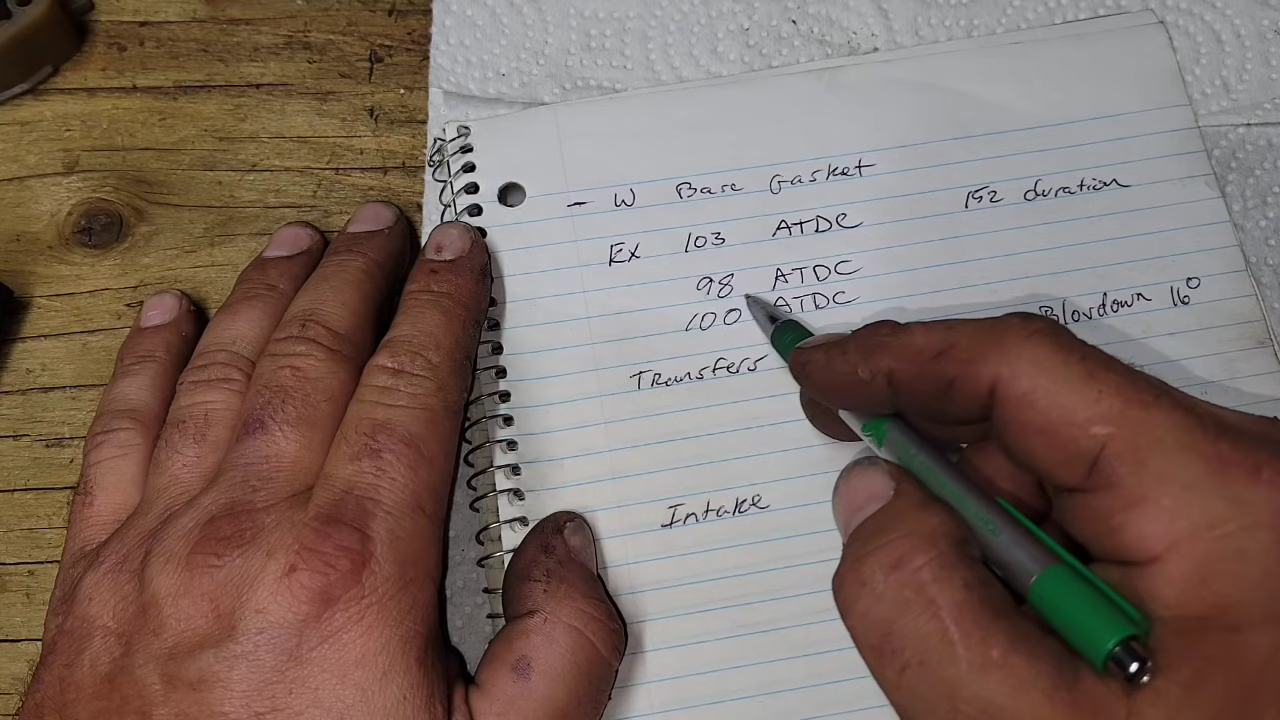 - W Base Gasket
Ex 103 ATDC 152 duration
98 ATDC
100 ATDC Blowdown 16°
Transfers
Intake